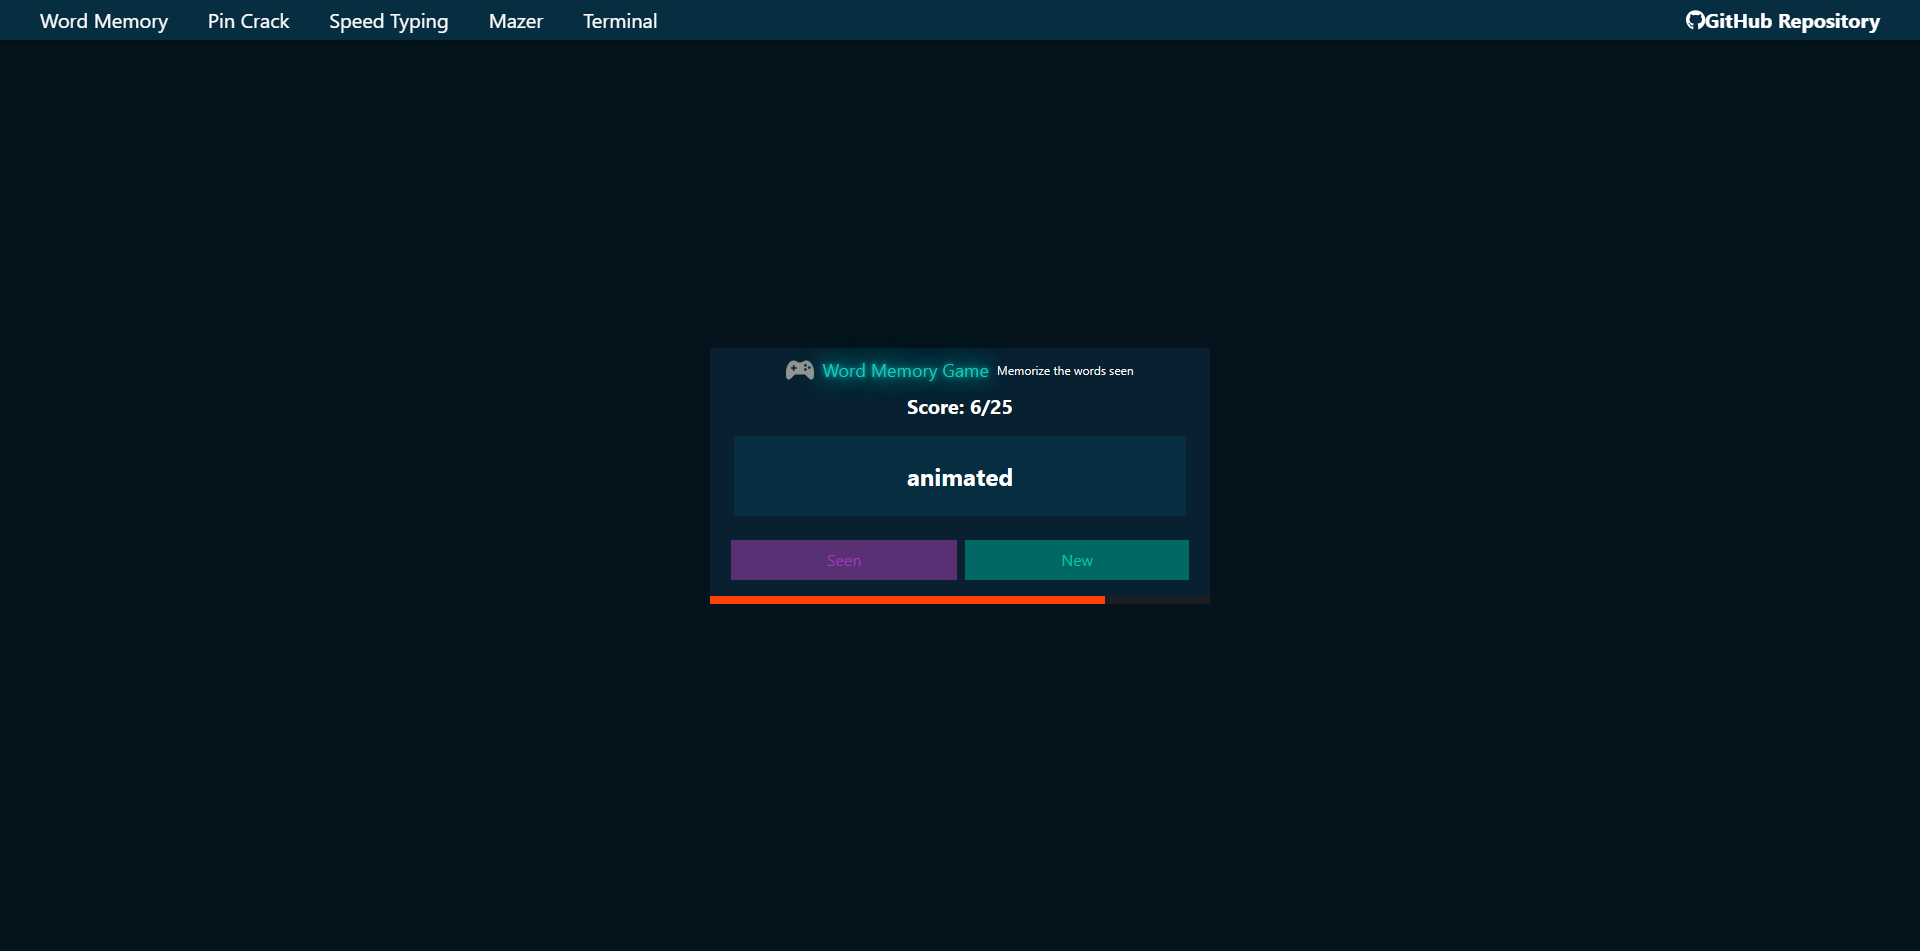 Word Memory Pin Crack Speed Typing Mazer Terminal GitHub Repository
Word Memory Game Memorize the words seen
Score: 6/25
animated
Seen New